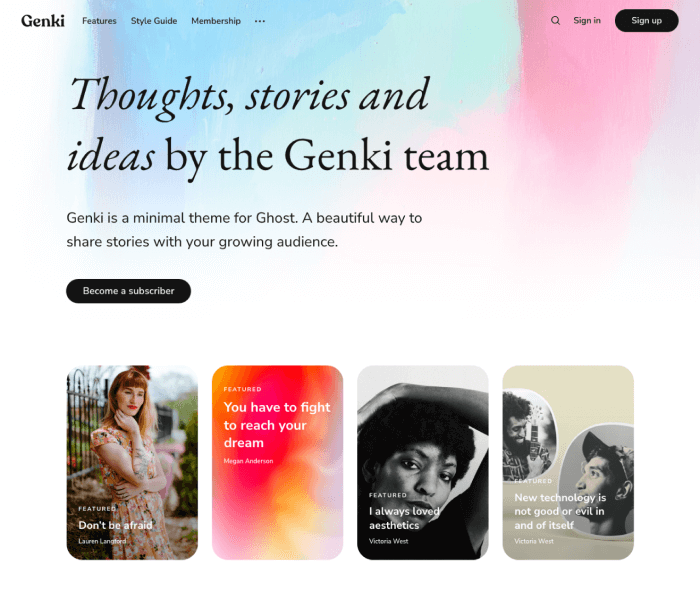 Genki
Features
Style Guide
Membership
Sign in
Sign up
Thoughts, stories and
ideas by the Genki team
Genki is a minimal theme for Ghost. A beautiful way to
share stories with your growing audience.
Become a subscriber
FEATURED
Don't be afraid
Lauren Langford
FEATURED
You have to fight
to reach your
dream
Megan Anderson
FEATURED
I always loved
aesthetics
Victoria West
FEATURED
New technology is
not good or evil in
and of itself
Victoria West